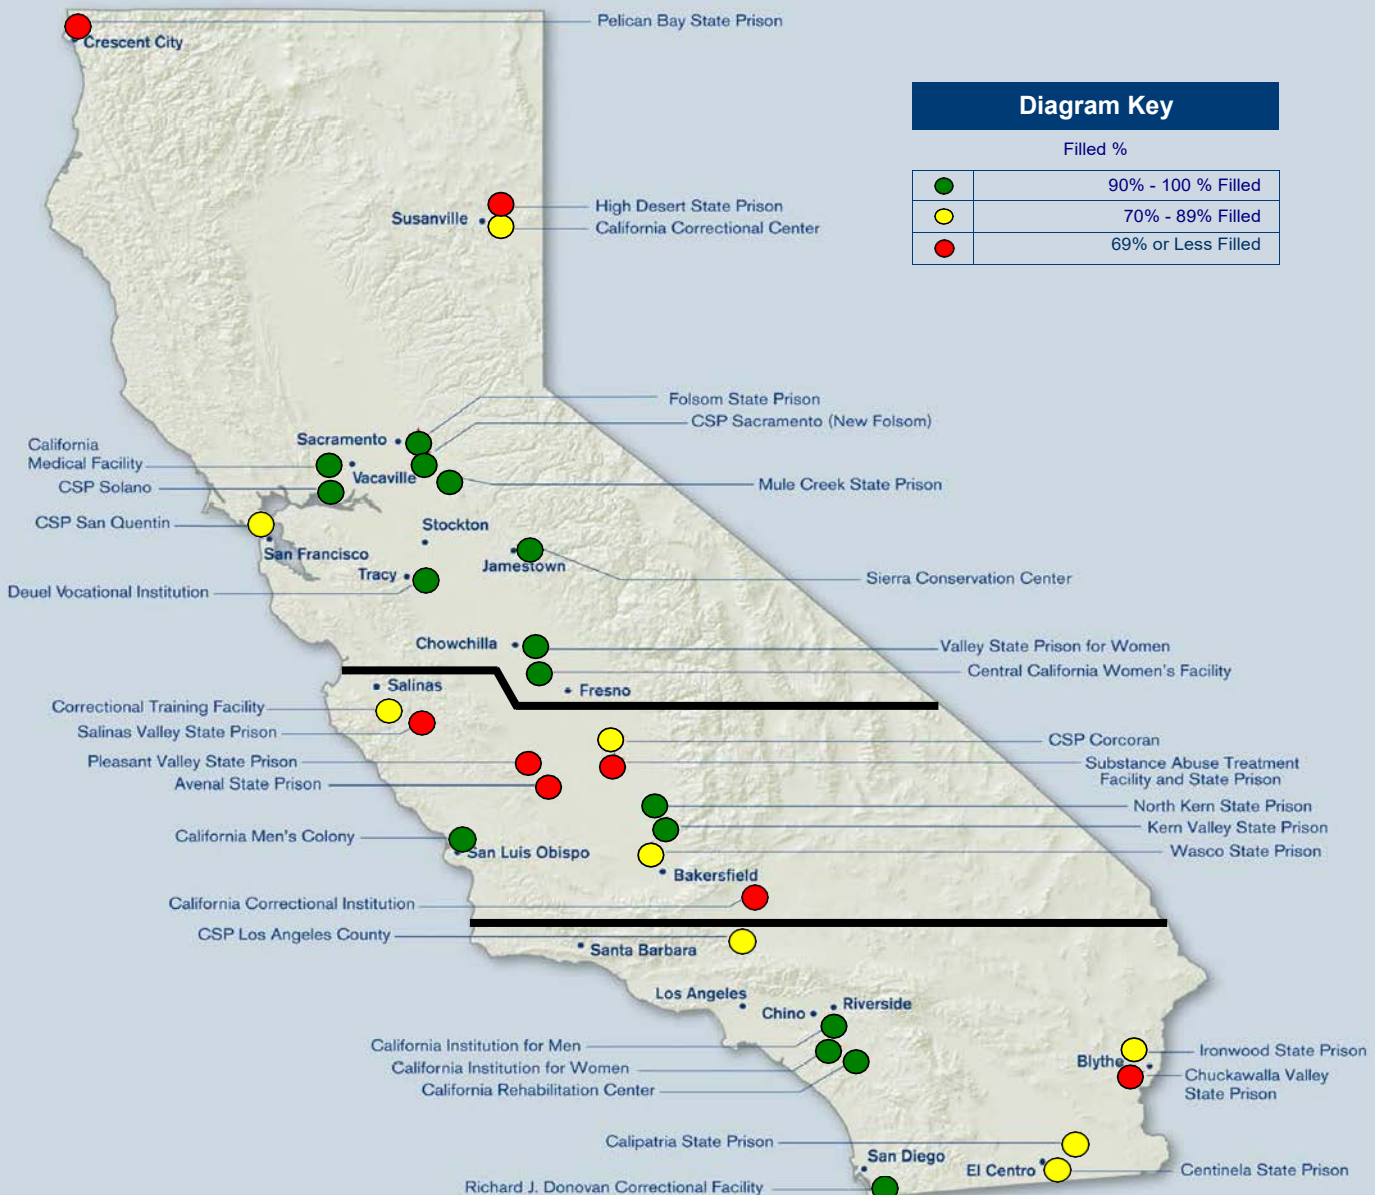 Pelican Bay State Prison
Crescent City
Diagram Key
Filled %
90% - 100 % Filled
70% - 89% Filled
69% or Less Filled
High Desert State Prison
Susanville
California Correctional Center
Folsom State Prison
CSP Sacramento (New Folsom)
Sacramento
California
Medical Facility
Vacaville
CSP Solano
Mule Creek State Prison
CSP San Quentin
Stockton
San Francisco
Jamestown
Tracy
Sierra Conservation Center
Deuel Vocational Institution
Chowchilla
Valley State Prison for Women
Central California Women's Facility
Salinas
Fresno
Correctional Training Facility
Salinas Valley State Prison
CSP Corcoran
Pleasant Valley State Prison
Substance Abuse Treatment
Facility and State Prison
Avenal State Prison
North Kern State Prison
Kern Valley State Prison
California Men's Colony
San Luis Obispo
Wasco State Prison
Bakersfield
California Correctional Institution
CSP Los Angeles County
Santa Barbara
Los Angeles
Riverside
Chino
California Institution for Men
Ironwood State Prison
Blythe
California Institution for Women
Chuckawalla Valley
State Prison
California Rehabilitation Center
Calipatria State Prison
San Diego
El Centro
Centinela State Prison
Richard J. Donovan Correctional Facility